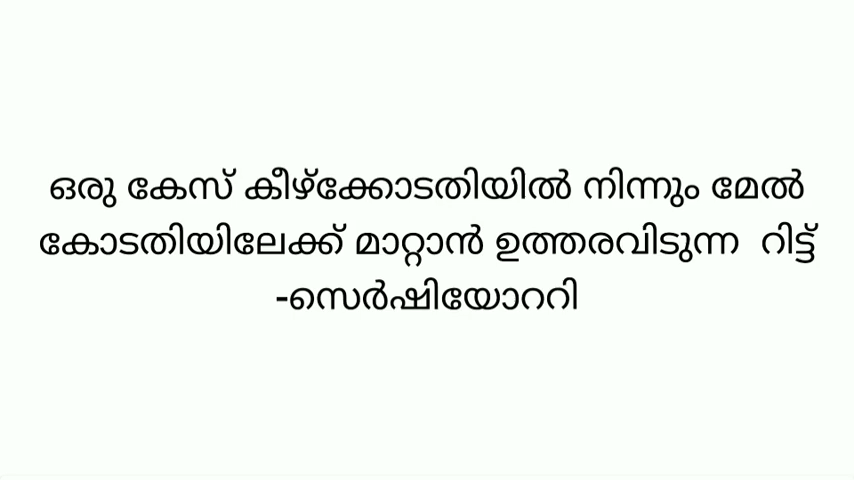 ഒരു കേസ് കീഴ്ക്കോടതിയിൽ നിന്നും മേൽ
കോടതിയിലേക്ക് മാറ്റാൻ ഉത്തരവിടുന്ന റിട്ട്
-സെർഷിയോററി